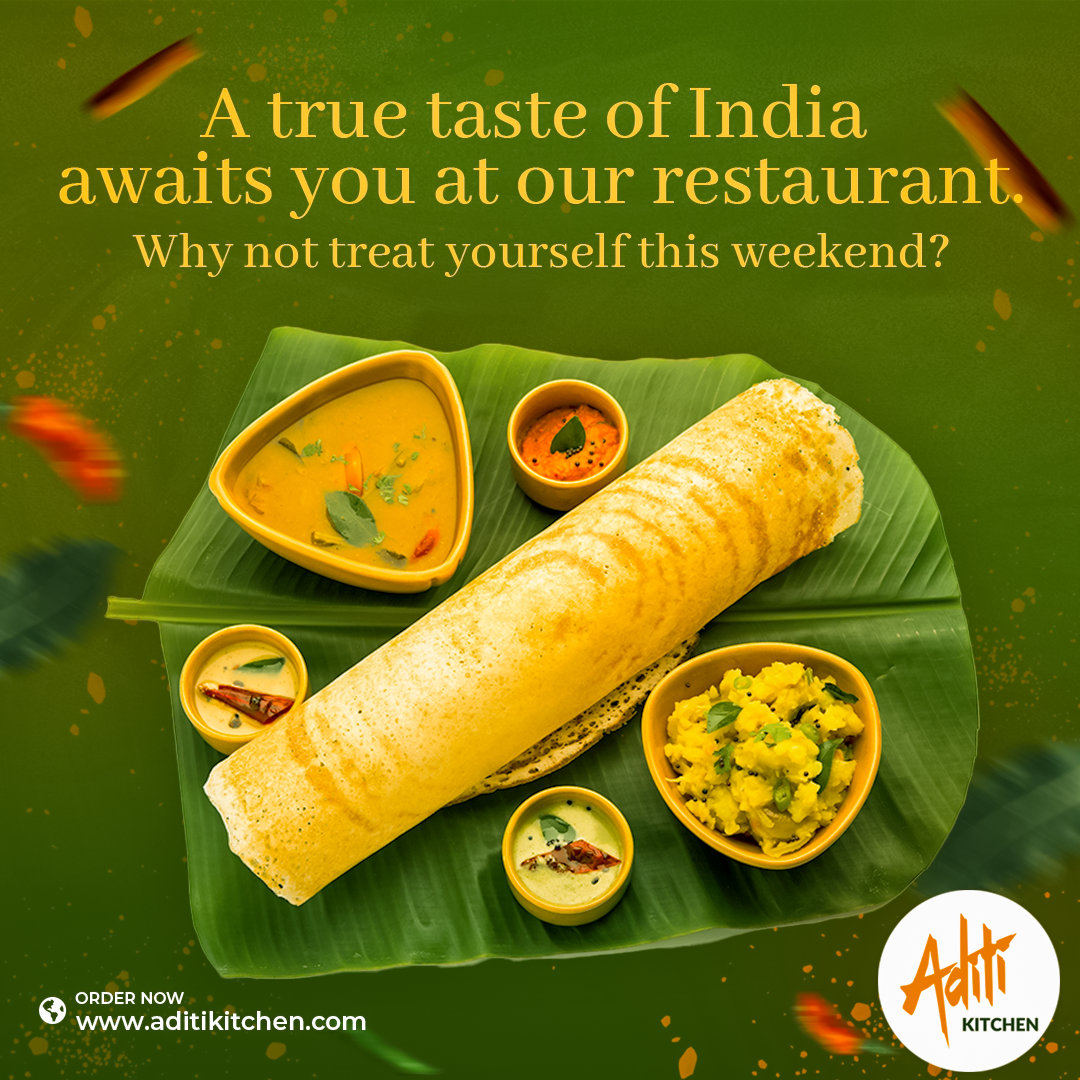 A true taste of India
awaits you at our restaurant.
Why not treat yourself this weekend?
ORDER NOW
www.aditikitchen.com
Aditi
KITCHEN